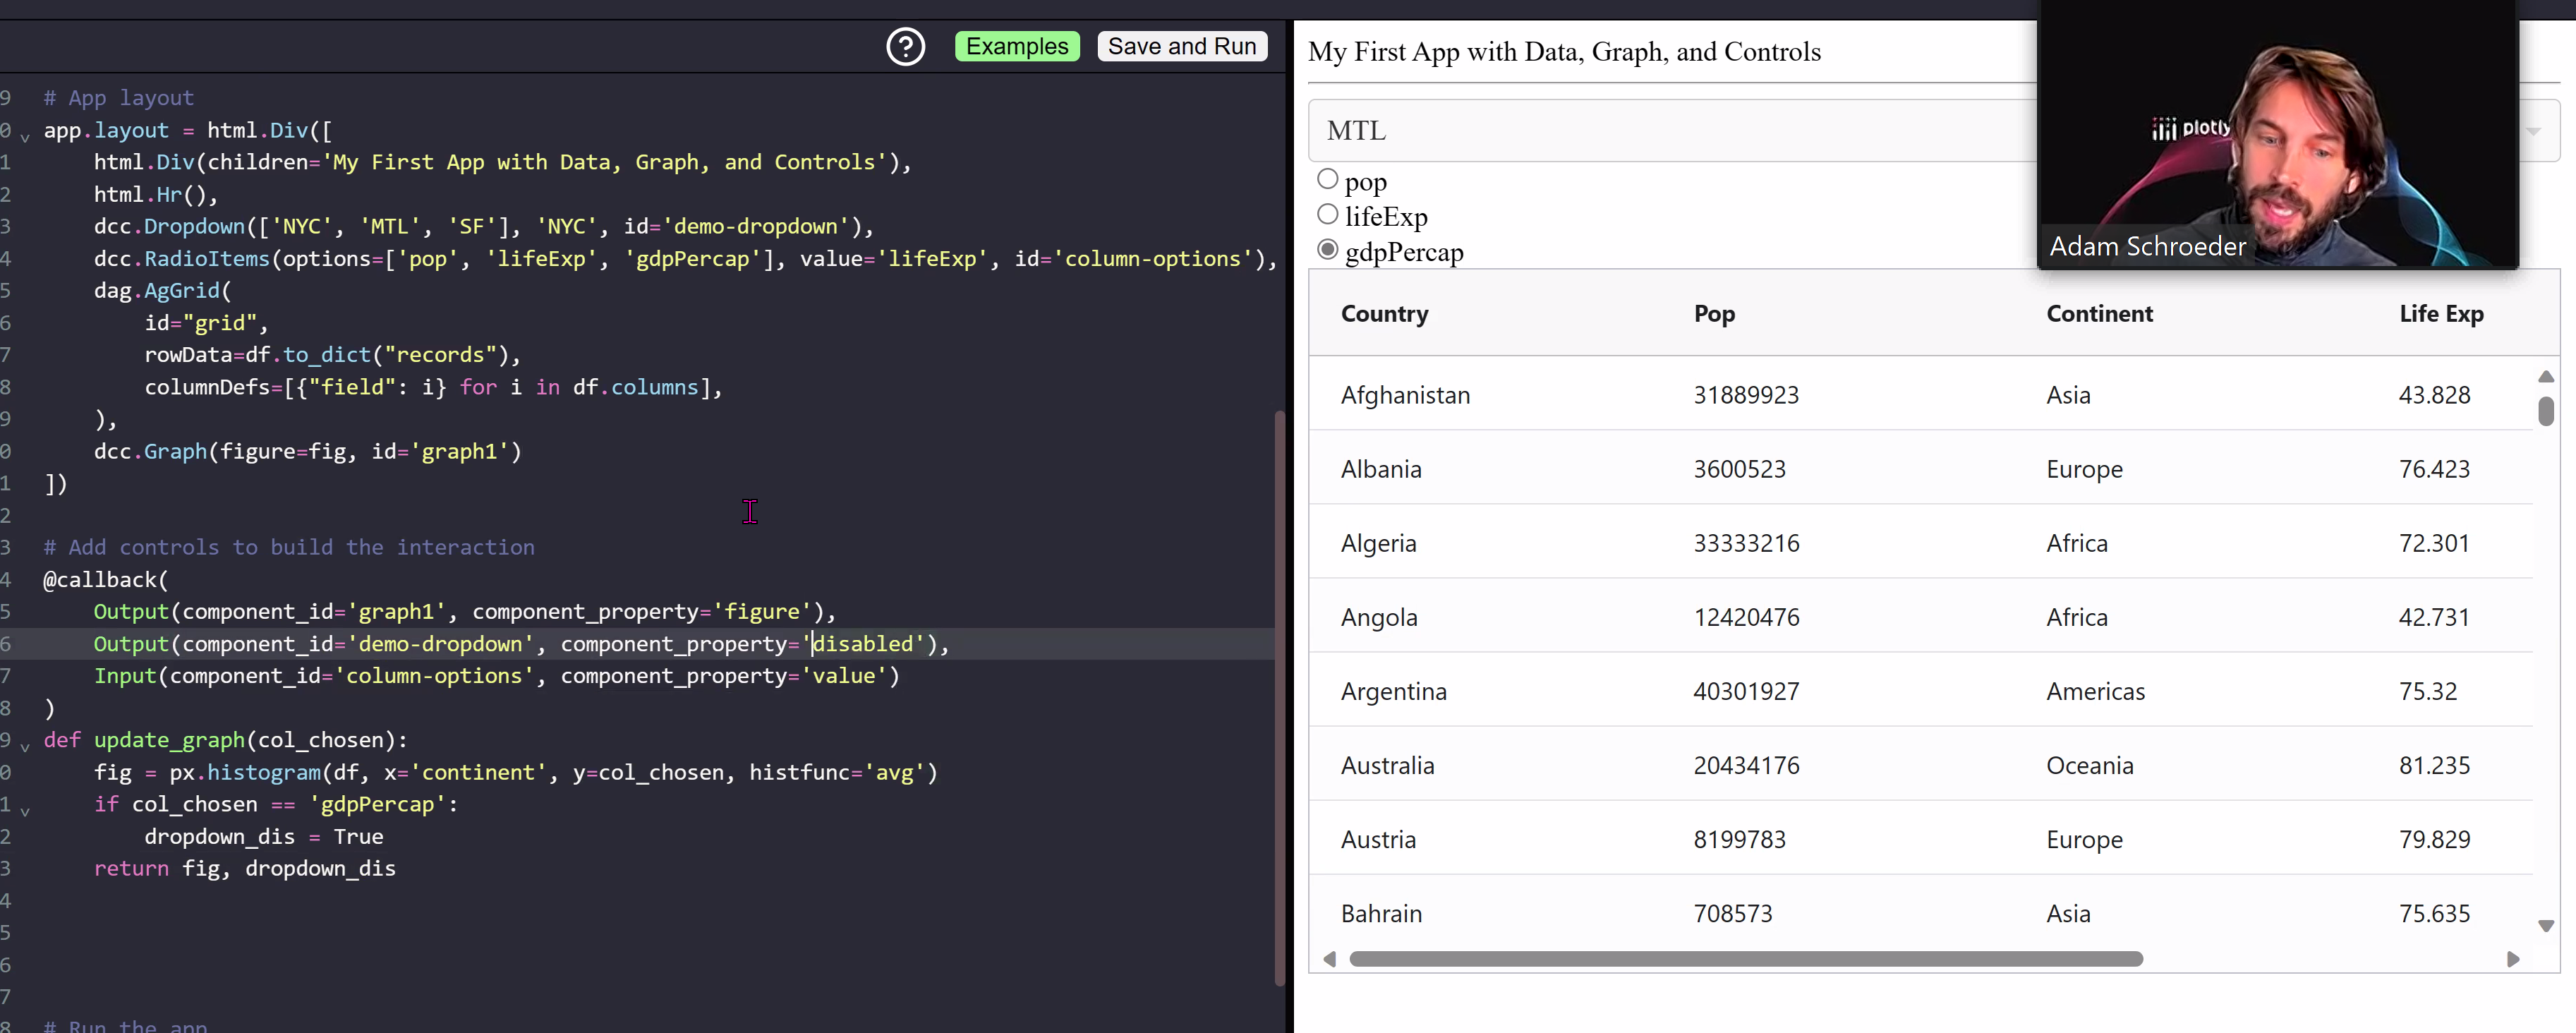 Examples Save and Run
9 # App layout
0 app.layout = html.Div([
1 html.Div(children='My First App with Data, Graph, and Controls'),
2 html.Hr(),
3 dcc.Dropdown(['NYC', 'MTL', 'SF'], 'NYC', id='demo-dropdown'),
4 dcc.RadioItems(options=['pop', 'lifeExp', 'gdpPercap'], value='lifeExp', id='column-options'),
5 dag.AgGrid(
6 id="grid",
7 rowData=df.to_dict("records"),
8 columnDefs=[{"field": i} for i in df.columns],
9 ),
0 dcc.Graph(figure=fig, id='graph1')
1 ])
2
3 # Add controls to build the interaction
4 @callback(
5 Output(component_id='graph1', component_property='figure'),
6 Output(component_id='demo-dropdown', component_property='disabled'),
7 Input(component_id='column-options', component_property='value')
8 )
9 def update_graph(col_chosen):
0 fig = px.histogram(df, x='continent', y=col_chosen, histfunc='avg')
1 if col_chosen == 'gdpPercap':
2 dropdown_dis = True
3 return fig, dropdown_dis
4
5
6
7
8 # Run the app
My First App with Data, Graph, and Controls
MTL
pop
lifeExp
gdpPercap
plotly
Adam Schroeder
Country Pop Continent Life Exp
Afghanistan 31889923 Asia 43.828
Albania 3600523 Europe 76.423
Algeria 33333216 Africa 72.301
Angola 12420476 Africa 42.731
Argentina 40301927 Americas 75.32
Australia 20434176 Oceania 81.235
Austria 8199783 Europe 79.829
Bahrain 708573 Asia 75.635